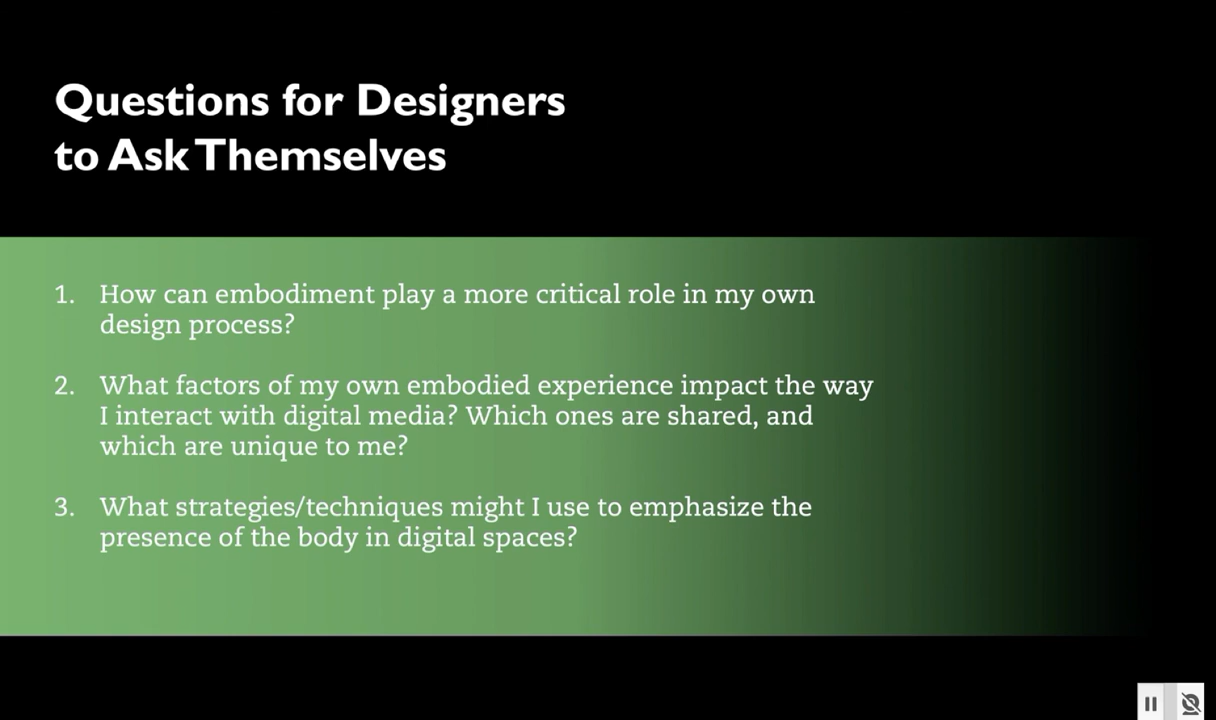 Questions for Designers
to Ask Themselves
1. How can embodiment play a more critical role in my own
design process?
2. What factors of my own embodied experience impact the way
I interact with digital media? Which ones are shared, and
which are unique to me?
3. What strategies/techniques might I use to emphasize the
presence of the body in digital spaces?